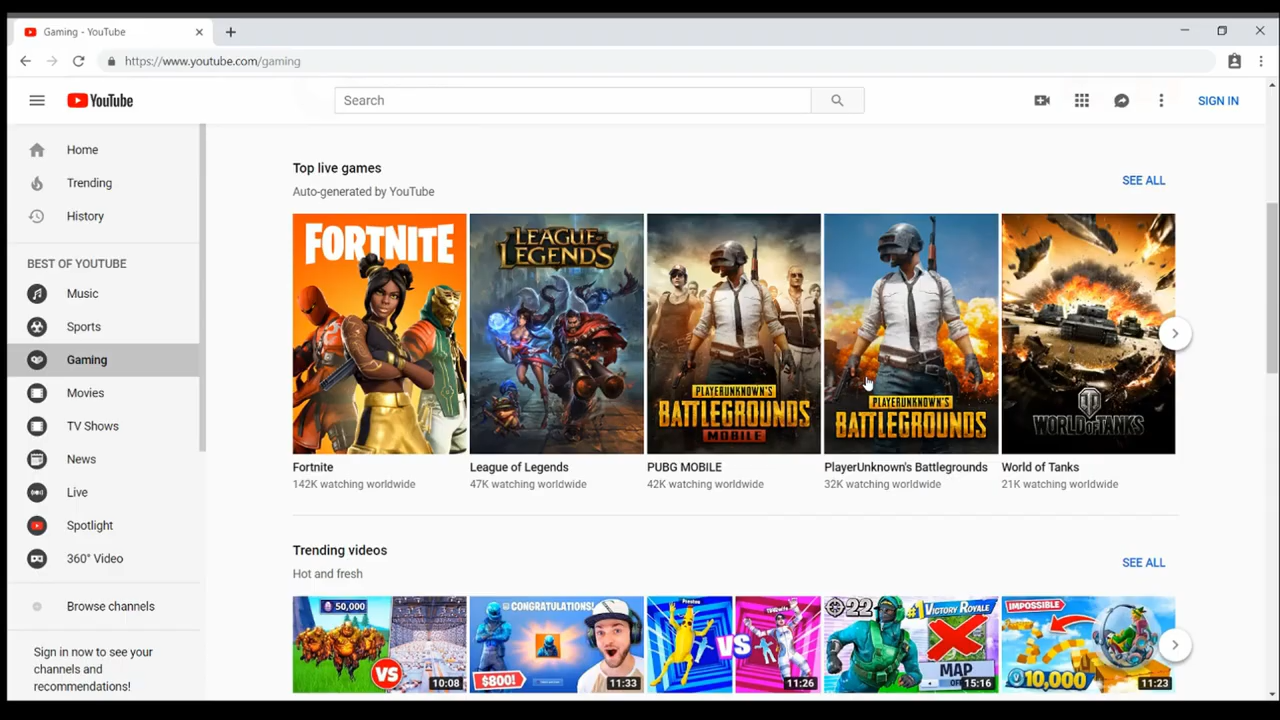 Gaming - YouTube
https://www.youtube.com/gaming
YouTube
Search
SIGN IN
Home
Trending
History
BEST OF YOUTUBE
Music
Sports
Gaming
Movies
TV Shows
News
Live
Spotlight
360° Video
Browse channels
Sign in now to see your
channels and
recommendations!
Top live games
Auto-generated by YouTube
SEE ALL
FORTNITE
LEAGUE OF
LEGENDS
PLAYERUNKNOWN'S
BATTLEGROUNDS
MOBILE
PLAYERUNKNOWN'S
BATTLEGROUNDS
WORLD OF TANKS
Fortnite
142K watching worldwide
League of Legends
47K watching worldwide
PUBG MOBILE
42K watching worldwide
PlayerUnknown's Battlegrounds
32K watching worldwide
World of Tanks
21K watching worldwide
Trending videos
Hot and fresh
SEE ALL
50,000
VS
10:08
CONGRATULATIONS!
$800!
11:33
VS
11:26
22
#1 VICTORY ROYALE
MAP
15:16
IMPOSSIBLE
10,000
11:23